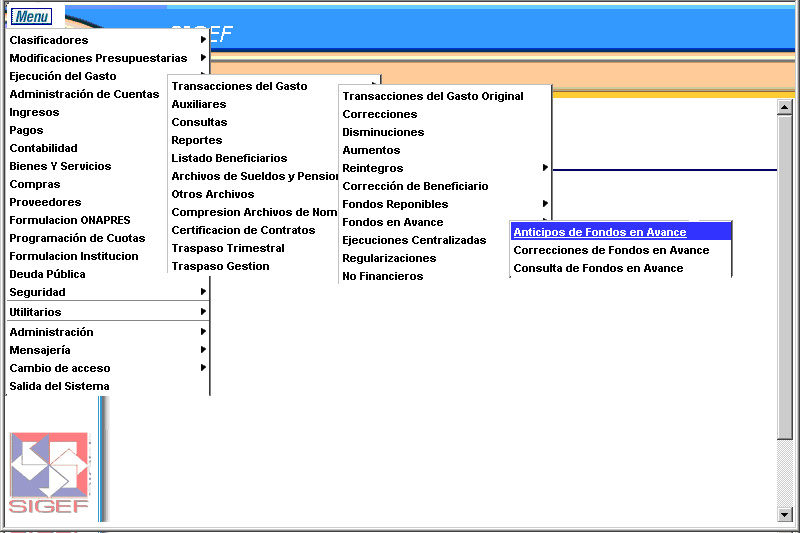 Menu
SIGEF
Clasificadores
Modificaciones Presupuestarias
Ejecución del Gasto
Administración de Cuentas
Ingresos
Pagos
Contabilidad
Bienes Y Servicios
Compras
Proveedores
Formulacion ONAPRES
Programación de Cuotas
Formulacion Institucion
Deuda Pública
Seguridad
Utilitarios
Administración
Mensajería
Cambio de acceso
Salida del Sistema
Transacciones del Gasto
Auxiliares
Consultas
Reportes
Listado Beneficiarios
Archivos de Sueldos y Pension
Otros Archivos
Compresion Archivos de Nom
Certificacion de Contratos
Traspaso Trimestral
Traspaso Gestion
Transacciones del Gasto Original
Correcciones
Disminuciones
Aumentos
Reintegros
Corrección de Beneficiario
Fondos Reponibles
Fondos en Avance
Ejecuciones Centralizadas
Regularizaciones
No Financieros
Anticipos de Fondos en Avance
Correcciones de Fondos en Avance
Consulta de Fondos en Avance
SIGEF